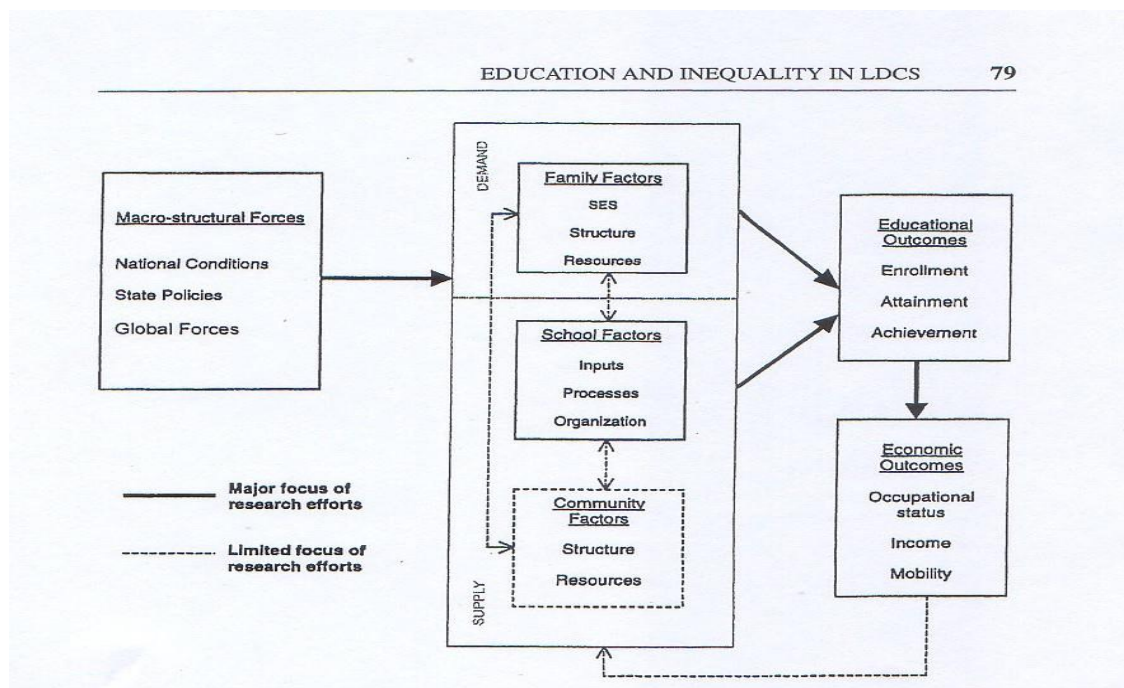 EDUCATION AND INEQUALITY IN LDCS 79
Macro-structural Forces
National Conditions
State Policies
Global Forces
DEMAND
Family Factors
SES
Structure
Resources
School Factors
Inputs
Processes
Organization
Community
Factors
Structure
Resources
SUPPLY
Educational
Outcomes
Enrollment
Attainment
Achievement
Economic
Outcomes
Occupational
status
Income
Mobility
Major focus of
research efforts
Limited focus of
research efforts